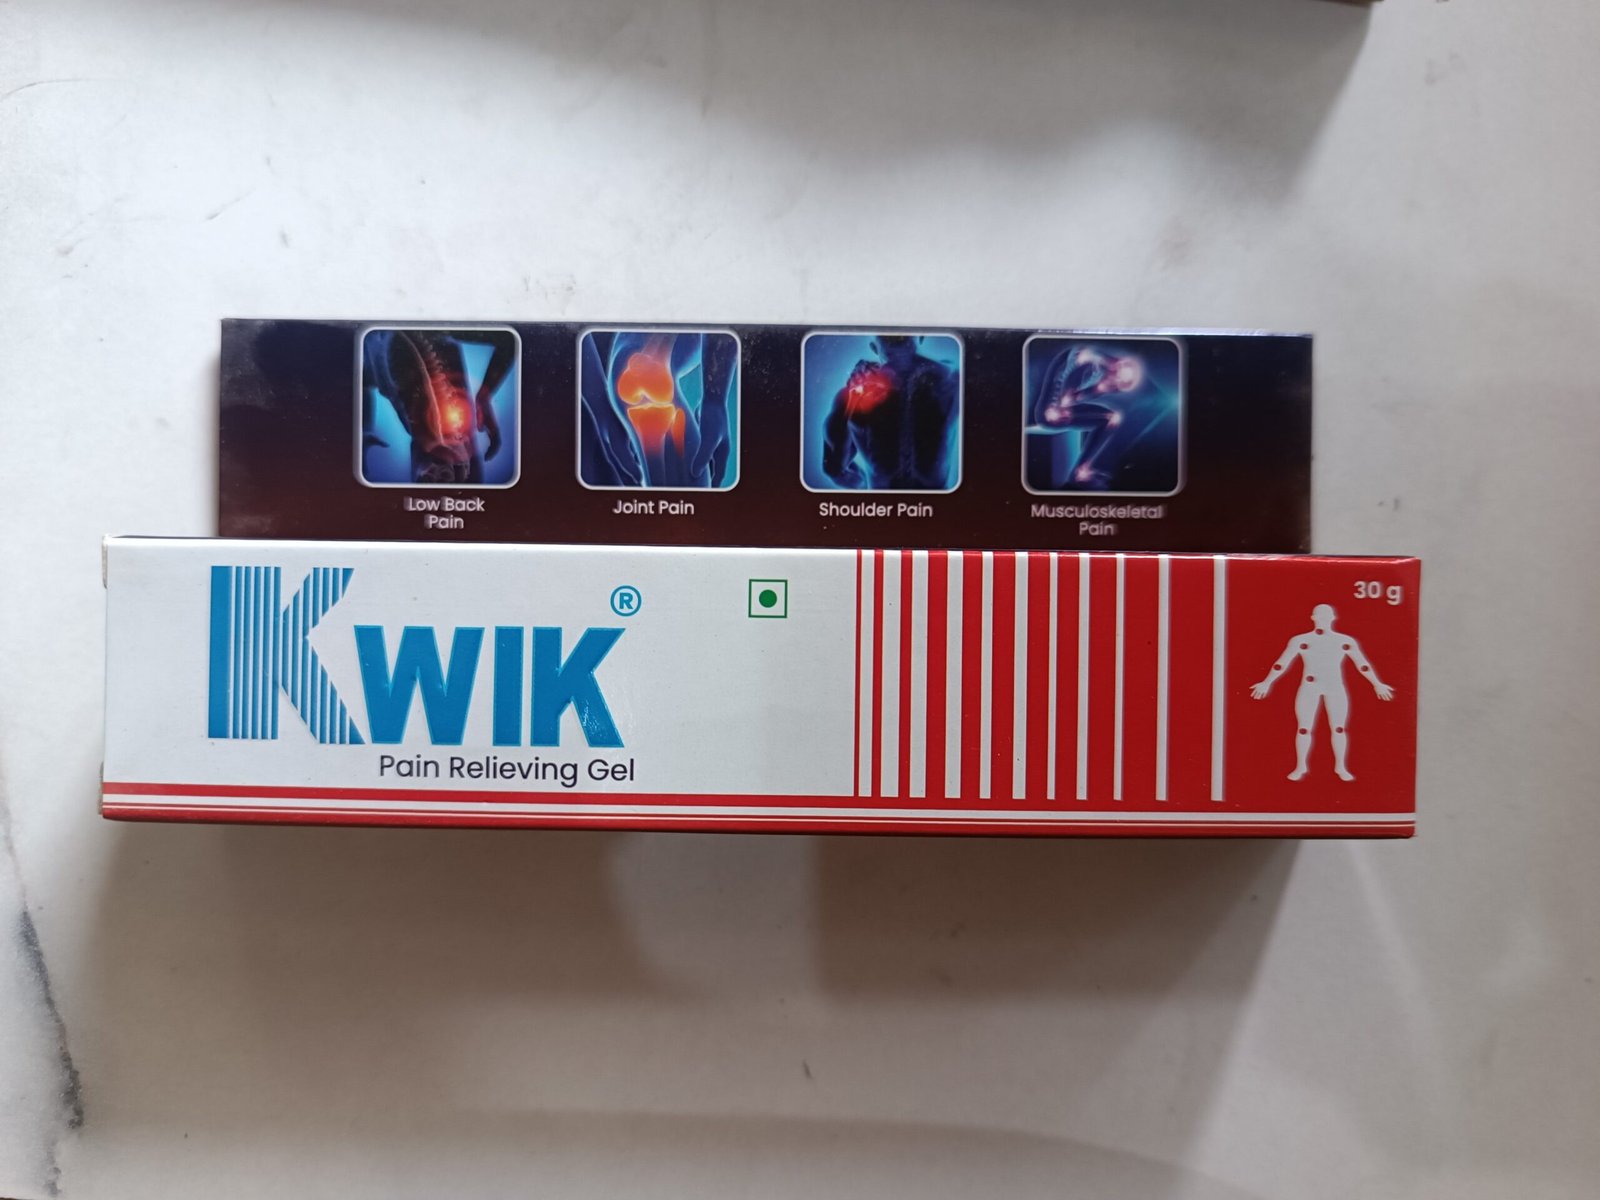 Low Back
Pain
Joint Pain
Shoulder Pain
Musculoskeletal
Pain
KWIK®
Pain Relieving Gel
30 g